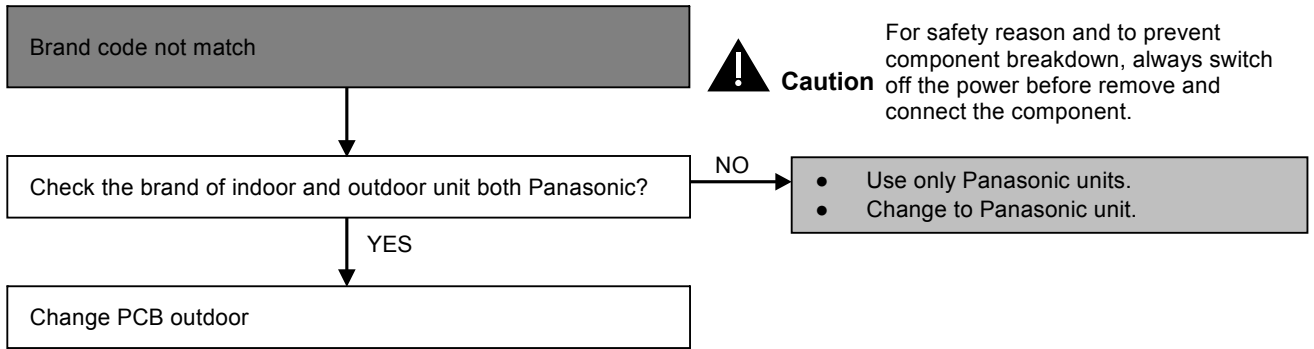 Brand code not match
Caution
For safety reason and to prevent
component breakdown, always switch
off the power before remove and
connect the component.
Check the brand of indoor and outdoor unit both Panasonic?
NO
● Use only Panasonic units.
● Change to Panasonic unit.
YES
Change PCB outdoor